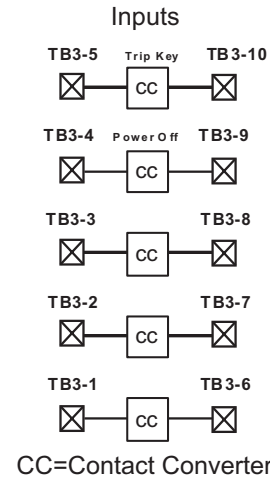 Inputs
TB3-5 Trip Key TB3-10
CC
TB3-4 Power Off TB3-9
CC
TB3-3 TB3-8
CC
TB3-2 TB3-7
CC
TB3-1 TB3-6
CC
CC=Contact Converter